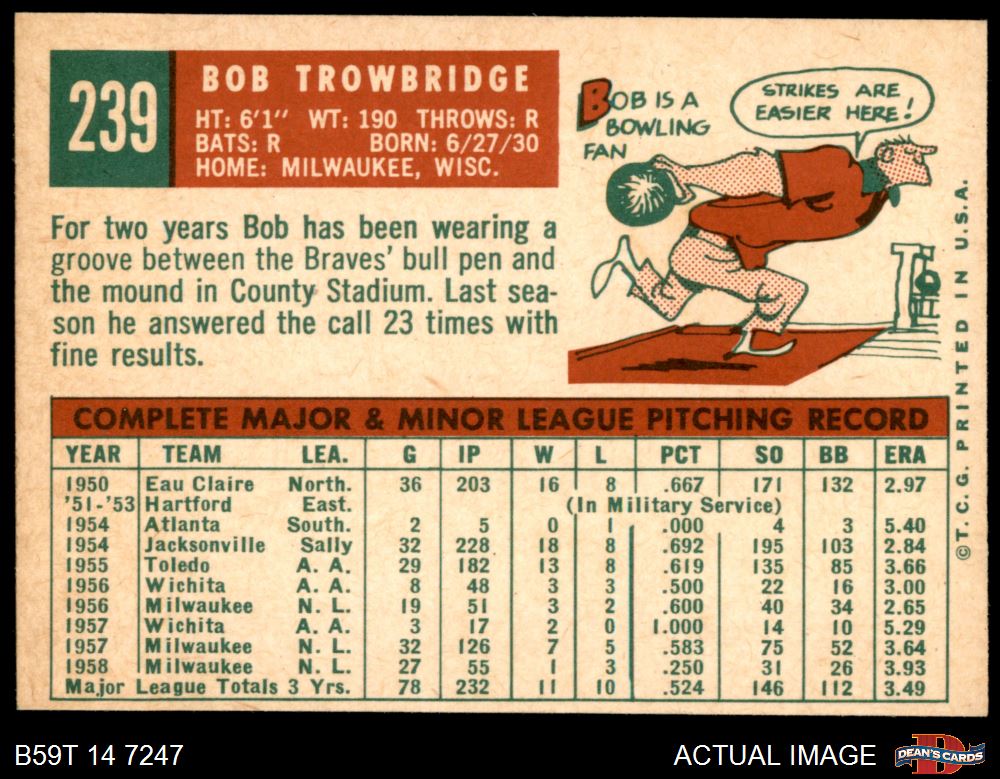 239
BOB TROWBRIDGE
HT: 6'1" WT: 190 THROWS: R
BATS: R BORN: 6/27/30
HOME: MILWAUKEE, WISC.
BOB IS A
BOWLING
FAN
STRIKES ARE
EASIER HERE!
For two years Bob has been wearing a
groove between the Braves' bull pen and
the mound in County Stadium. Last sea-
son he answered the call 23 times with
fine results.
COMPLETE MAJOR & MINOR LEAGUE PITCHING RECORD
YEAR TEAM LEA. G IP W L PCT SO BB ERA
1950 Eau Claire North. 36 203 16 8 .667 171 132 2.97
'51-'53 Hartford East. (In Military Service)
1954 Atlanta South. 2 5 0 1 .000 4 3 5.40
1954 Jacksonville Sally 32 228 18 8 .692 195 103 2.84
1955 Toledo A. A. 29 182 13 8 .619 135 85 3.66
1956 Wichita A. A. 8 48 3 3 .500 22 16 3.00
1956 Milwaukee N. L. 19 51 3 2 .600 40 34 2.65
1957 Wichita A. A. 3 17 2 0 1.000 14 10 5.29
1957 Milwaukee N. L. 32 126 7 5 .583 75 52 3.64
1958 Milwaukee N. L. 27 55 1 3 .250 31 26 3.93
Major League Totals 3 Yrs. 78 232 11 10 .524 146 112 3.49
©T.C.G. PRINTED IN U.S.A.
B59T 14 7247
ACTUAL IMAGE
DEAN'S CARDS